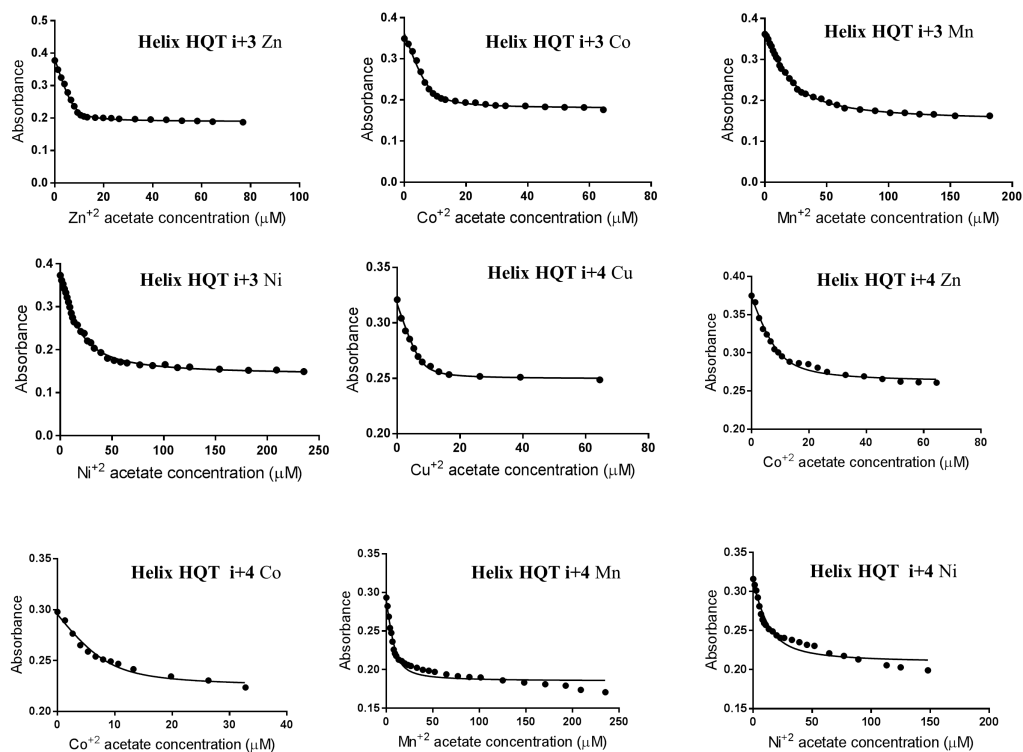 Helix HQT i+3 Zn
Absorbance
0.5
0.4
0.3
0.2
0.1
0.0
0 20 40 60 80 100
Zn+2 acetate concentration (μM)
Helix HQT i+3 Co
Absorbance
0.4
0.3
0.2
0.1
0.0
0 20 40 60 80
Co+2 acetate concentration (μM)
Helix HQT i+3 Mn
Absorbance
0.4
0.3
0.2
0.1
0.0
0 50 100 150 200
Mn+2 acetate concentration (μM)
Helix HQT i+3 Ni
Absorbance
0.4
0.3
0.2
0.1
0.0
0 50 100 150 200 250
Ni+2 acetate concentration (μM)
Helix HQT i+4 Cu
Absorbance
0.35
0.30
0.25
0.20
0 20 40 60 80
Cu+2 acetate concentration (μM)
Helix HQT i+4 Zn
Absorbance
0.40
0.35
0.30
0.25
0.20
0 20 40 60 80
Co+2 acetate concentration (μM)
Helix HQT i+4 Co
Absorbance
0.35
0.30
0.25
0.20
0 10 20 30 40
Co+2 acetate concentration (μM)
Helix HQT i+4 Mn
Absorbance
0.35
0.30
0.25
0.20
0.15
0 50 100 150 200 250
Mn+2 acetate concentration (μM)
Helix HQT i+4 Ni
Absorbance
0.35
0.30
0.25
0.20
0.15
0 50 100 150 200
Ni+2 acetate concentration (μM)